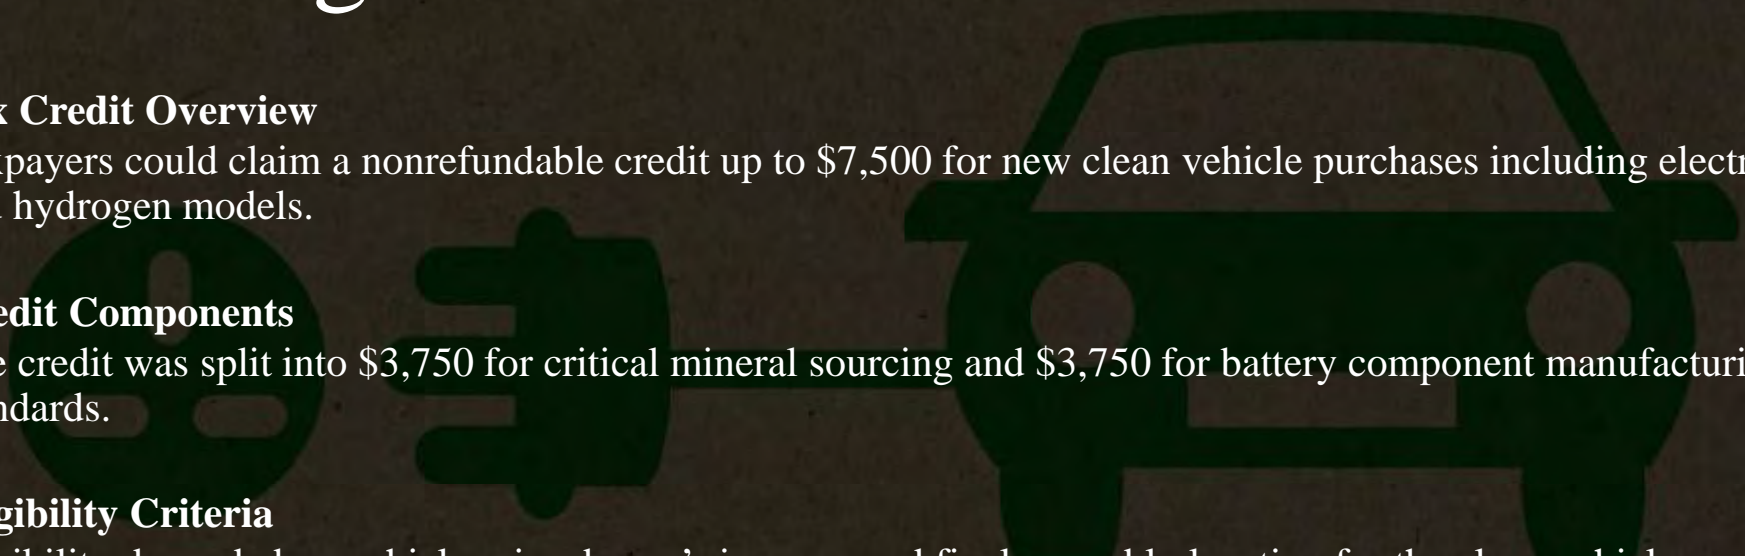 Credit Overview
payers could claim a nonrefundable credit up to $7,500 for new clean vehicle purchases including electr
hydrogen models.
edit Components
e credit was split into $3,750 for critical mineral sourcing and $3,750 for battery component manufacturi
ndards.
gibility Criteria